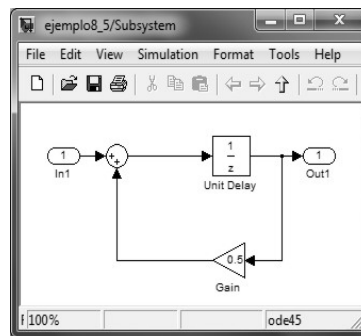 ejemplo8_5/Subsystem
File Edit View Simulation Format Tools Help
1
In1
+
+
1
z
Unit Delay
1
Out1
0.5
Gain
100%
ode45